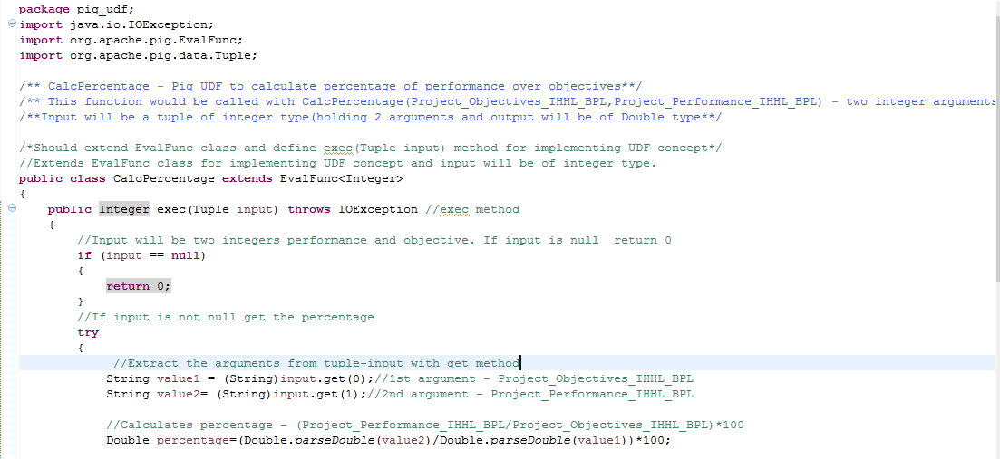 package pig_udf;
import java.io.IOException;
import org.apache.pig.EvalFunc;
import org.apache.pig.data.Tuple;
/** CalcPercentage - Pig UDF to calculate percentage of performance over objectives**/
/** This function would be called with CalcPercentage(Project_Objectives_IHHL_BPL,Project_Performance_IHHL_BPL) - two integer arguments
/**Input will be a tuple of integer type(holding 2 arguments and output will be of Double type**/
/*Should extend EvalFunc class and define exec(Tuple input) method for implementing UDF concept*/
//Extends EvalFunc class for implementing UDF concept and input will be of integer type.
public class CalcPercentage extends EvalFunc<Integer>
{
public Integer exec(Tuple input) throws IOException //exec method
{
//Input will be two integers performance and objective. If input is null  return 0
if (input == null)
{
return 0;
}
//If input is not null get the percentage
try
{
//Extract the arguments from tuple-input with get method
String value1 = (String)input.get(0);//1st argument - Project_Objectives_IHHL_BPL
String value2= (String)input.get(1);//2nd argument - Project_Performance_IHHL_BPL
//Calculates percentage - (Project_Performance_IHHL_BPL/Project_Objectives_IHHL_BPL)*100
Double percentage=(Double.parseDouble(value2)/Double.parseDouble(value1))*100;